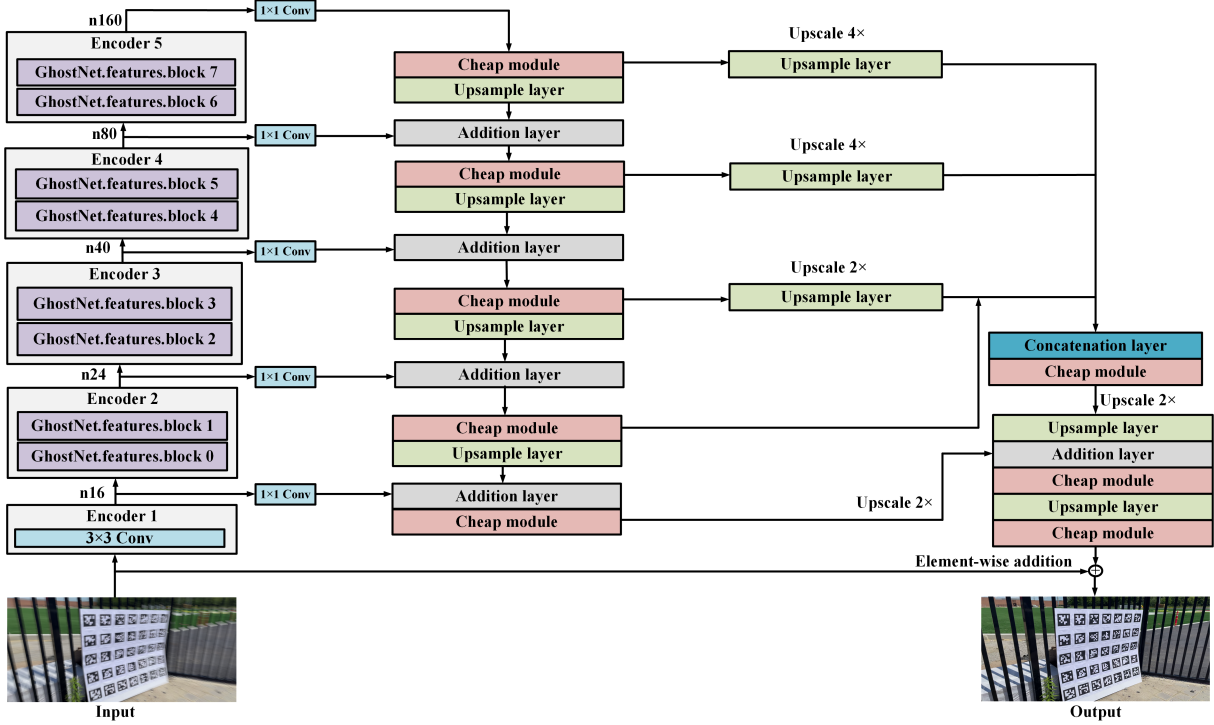 n160
1×1 Conv
Encoder 5
GhostNet.features.block 7
GhostNet.features.block 6
n80
1×1 Conv
Encoder 4
GhostNet.features.block 5
GhostNet.features.block 4
n40
1×1 Conv
Encoder 3
GhostNet.features.block 3
GhostNet.features.block 2
n24
1×1 Conv
Encoder 2
GhostNet.features.block 1
GhostNet.features.block 0
n16
1×1 Conv
Encoder 1
3×3 Conv
Input
Cheap module
Upsample layer
Addition layer
Cheap module
Upsample layer
Addition layer
Cheap module
Upsample layer
Addition layer
Cheap module
Upsample layer
Addition layer
Cheap module
Upscale 4×
Upsample layer
Upscale 4×
Upsample layer
Upscale 2×
Upsample layer
Concatenation layer
Cheap module
Upscale 2×
Upsample layer
Addition layer
Cheap module
Upsample layer
Cheap module
Upscale 2×
Element-wise addition
Output